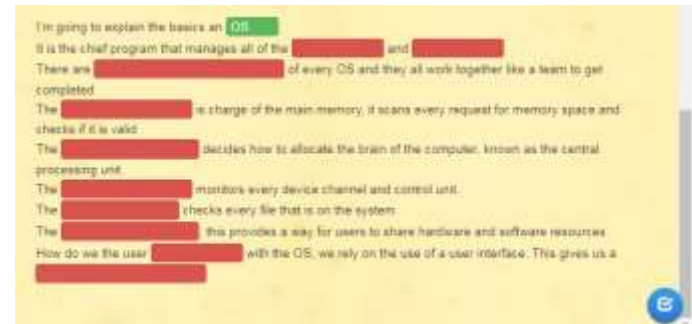 I'm going to explain the basics an OS
It is the chief program that manages all of the and
There are of every OS and they all work together like a team to get
completed
The is charge of the main memory, it scans every request for memory space and
checks if it is valid
The decides how to allocate the brain of the computer, known as the central
processing unit.
The monitors every device channel and control unit.
The checks every file that is on the system
The this provides a way for users to share hardware and software resources
How do we the user with the OS, we rely on the use of a user interface. This gives us a